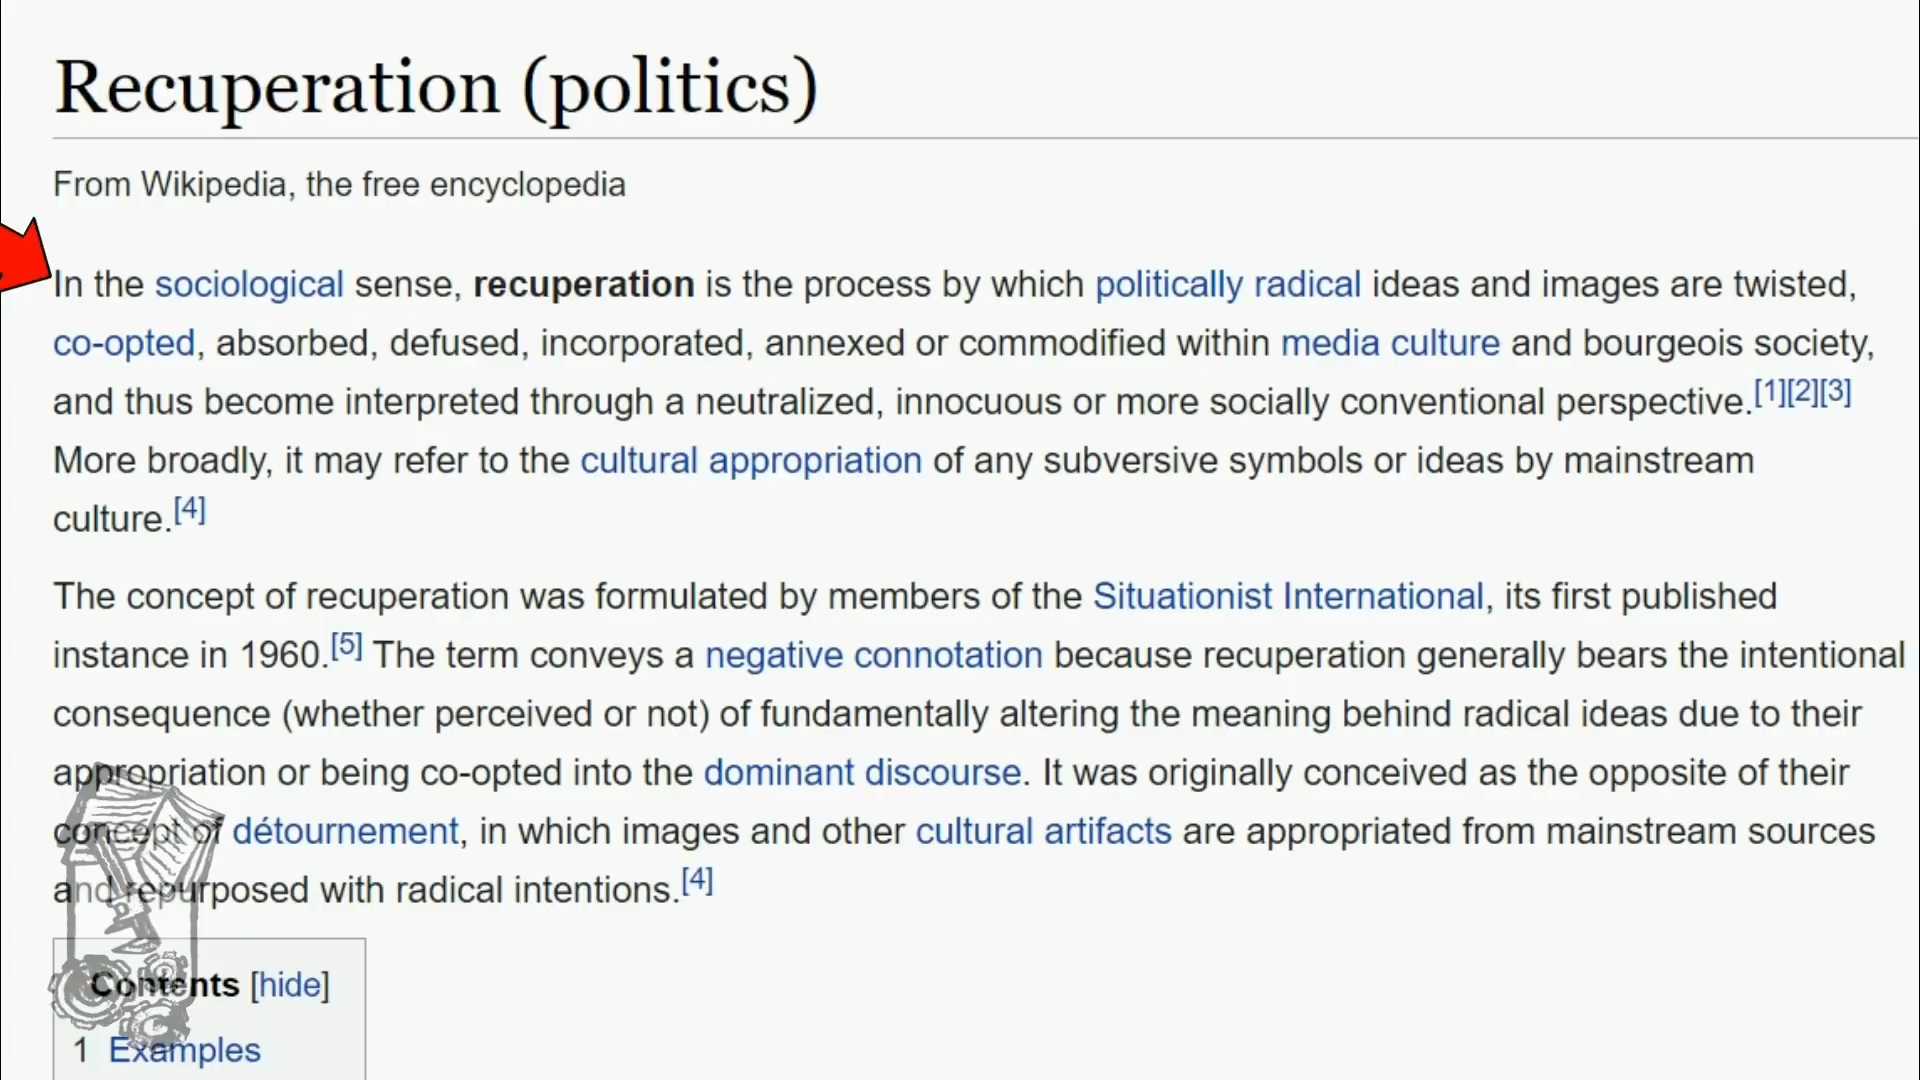 Recuperation (politics)
From Wikipedia, the free encyclopedia
In the sociological sense, recuperation is the process by which politically radical ideas and images are twisted,
co-opted, absorbed, defused, incorporated, annexed or commodified within media culture and bourgeois society,
and thus become interpreted through a neutralized, innocuous or more socially conventional perspective.[1][2][3]
More broadly, it may refer to the cultural appropriation of any subversive symbols or ideas by mainstream
culture.[4]
The concept of recuperation was formulated by members of the Situationist International, its first published
instance in 1960.[5] The term conveys a negative connotation because recuperation generally bears the intentional
consequence (whether perceived or not) of fundamentally altering the meaning behind radical ideas due to their
appropriation or being co-opted into the dominant discourse. It was originally conceived as the opposite of their
concept of détournement, in which images and other cultural artifacts are appropriated from mainstream sources
and repurposed with radical intentions.[4]
Contents [hide]
1 Examples